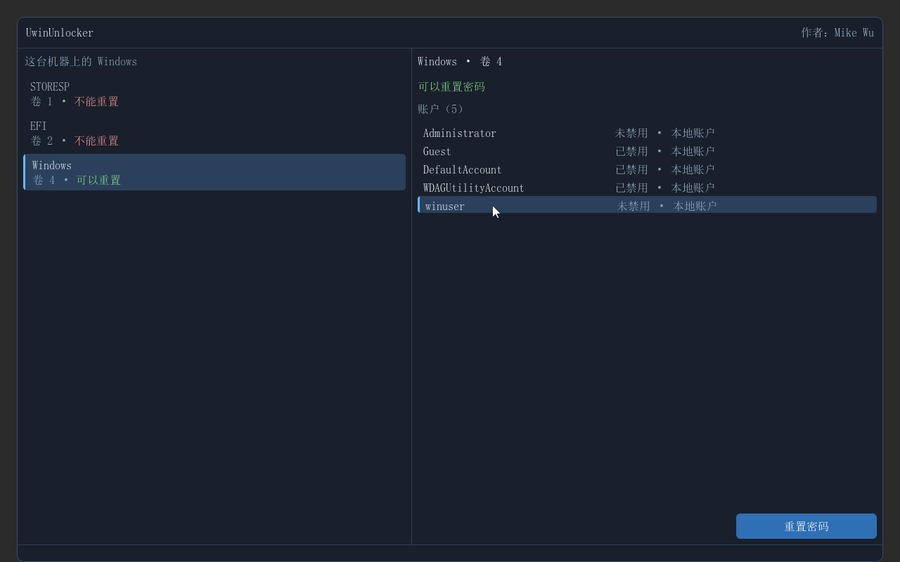 UwinUnlocker
作者: Mike Wu
这台机器上的 Windows
STORESP
卷 1 • 不能重置
EFI
卷 2 • 不能重置
Windows
卷 4 • 可以重置
Windows • 卷 4
可以重置密码
账户 (5)
Administrator 未禁用 • 本地账户
Guest 已禁用 • 本地账户
DefaultAccount 已禁用 • 本地账户
WDAGUtilityAccount 已禁用 • 本地账户
winuser 未禁用 • 本地账户
重置密码